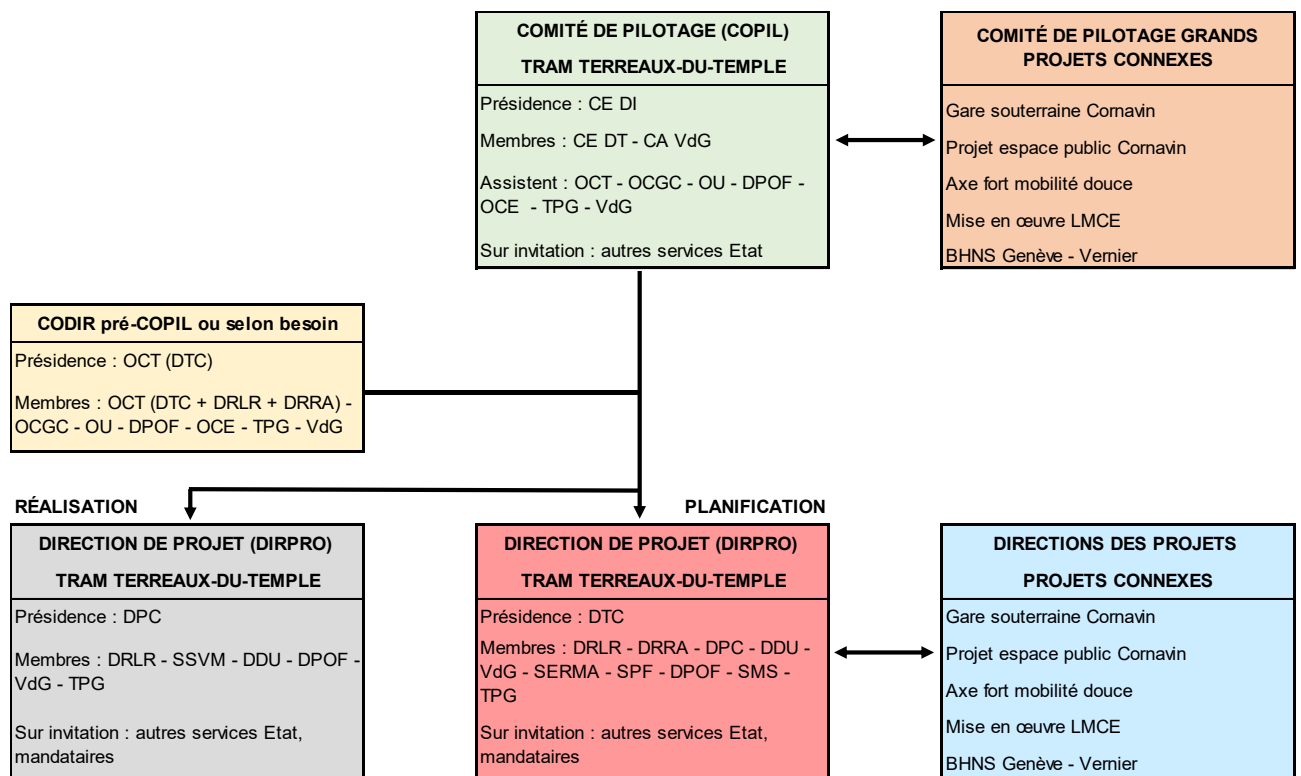 COMITÉ DE PILOTAGE (COPIL)
TRAM TERREAUX-DU-TEMPLE
Présidence : CE DI
Membres : CE DT - CA VdG
Assistent : OCT - OCGC - OU - DPOF -
OCE - TPG - VdG
Sur invitation : autres services Etat
COMITÉ DE PILOTAGE GRANDS
PROJETS CONNEXES
Gare souterraine Cornavin
Projet espace public Cornavin
Axe fort mobilité douce
Mise en œuvre LMCE
BHNS Genève - Vernier
CODIR pré-COPIL ou selon besoin
Présidence : OCT (DTC)
Membres : OCT (DTC + DRLR + DRRA) -
OCGC - OU - DPOF - OCE - TPG - VdG
RÉALISATION
DIRECTION DE PROJET (DIRPRO)
TRAM TERREAUX-DU-TEMPLE
Présidence : DPC
Membres : DRLR - SSVM - DDU - DPOF -
VdG - TPG
Sur invitation : autres services Etat,
mandataires
PLANIFICATION
DIRECTION DE PROJET (DIRPRO)
TRAM TERREAUX-DU-TEMPLE
Présidence : DTC
Membres : DRLR - DRRA - DPC - DDU -
VdG - SERMA - SPF - DPOF - SMS -
TPG
Sur invitation : autres services Etat,
mandataires
DIRECTIONS DES PROJETS
PROJETS CONNEXES
Gare souterraine Cornavin
Projet espace public Cornavin
Axe fort mobilité douce
Mise en œuvre LMCE
BHNS Genève - Vernier